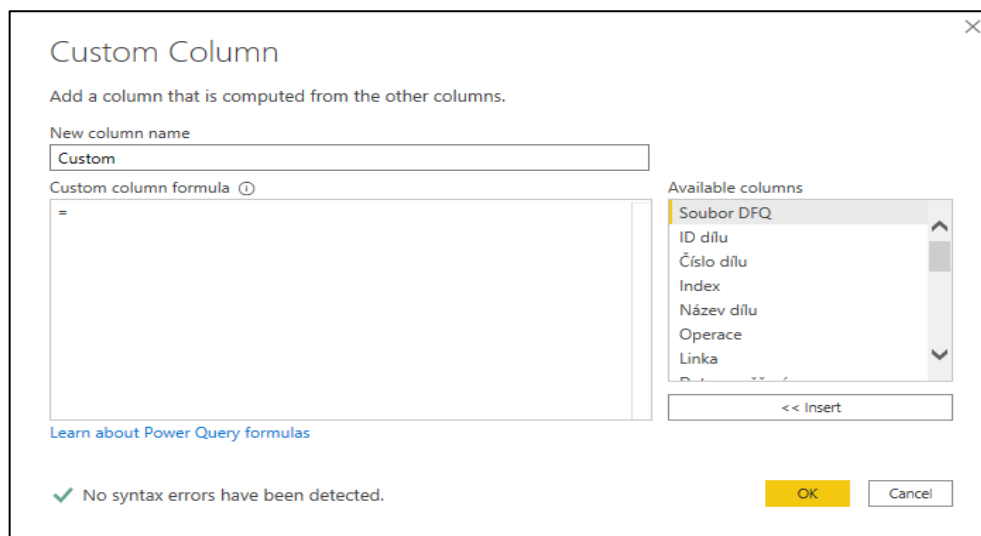 Custom Column
Add a column that is computed from the other columns.
New column name
Custom
Custom column formula
Available columns
=
Soubor DFQ
ID dílu
Číslo dílu
Index
Název dílu
Operace
Linka
<< Insert
Learn about Power Query formulas
No syntax errors have been detected.
OK
Cancel